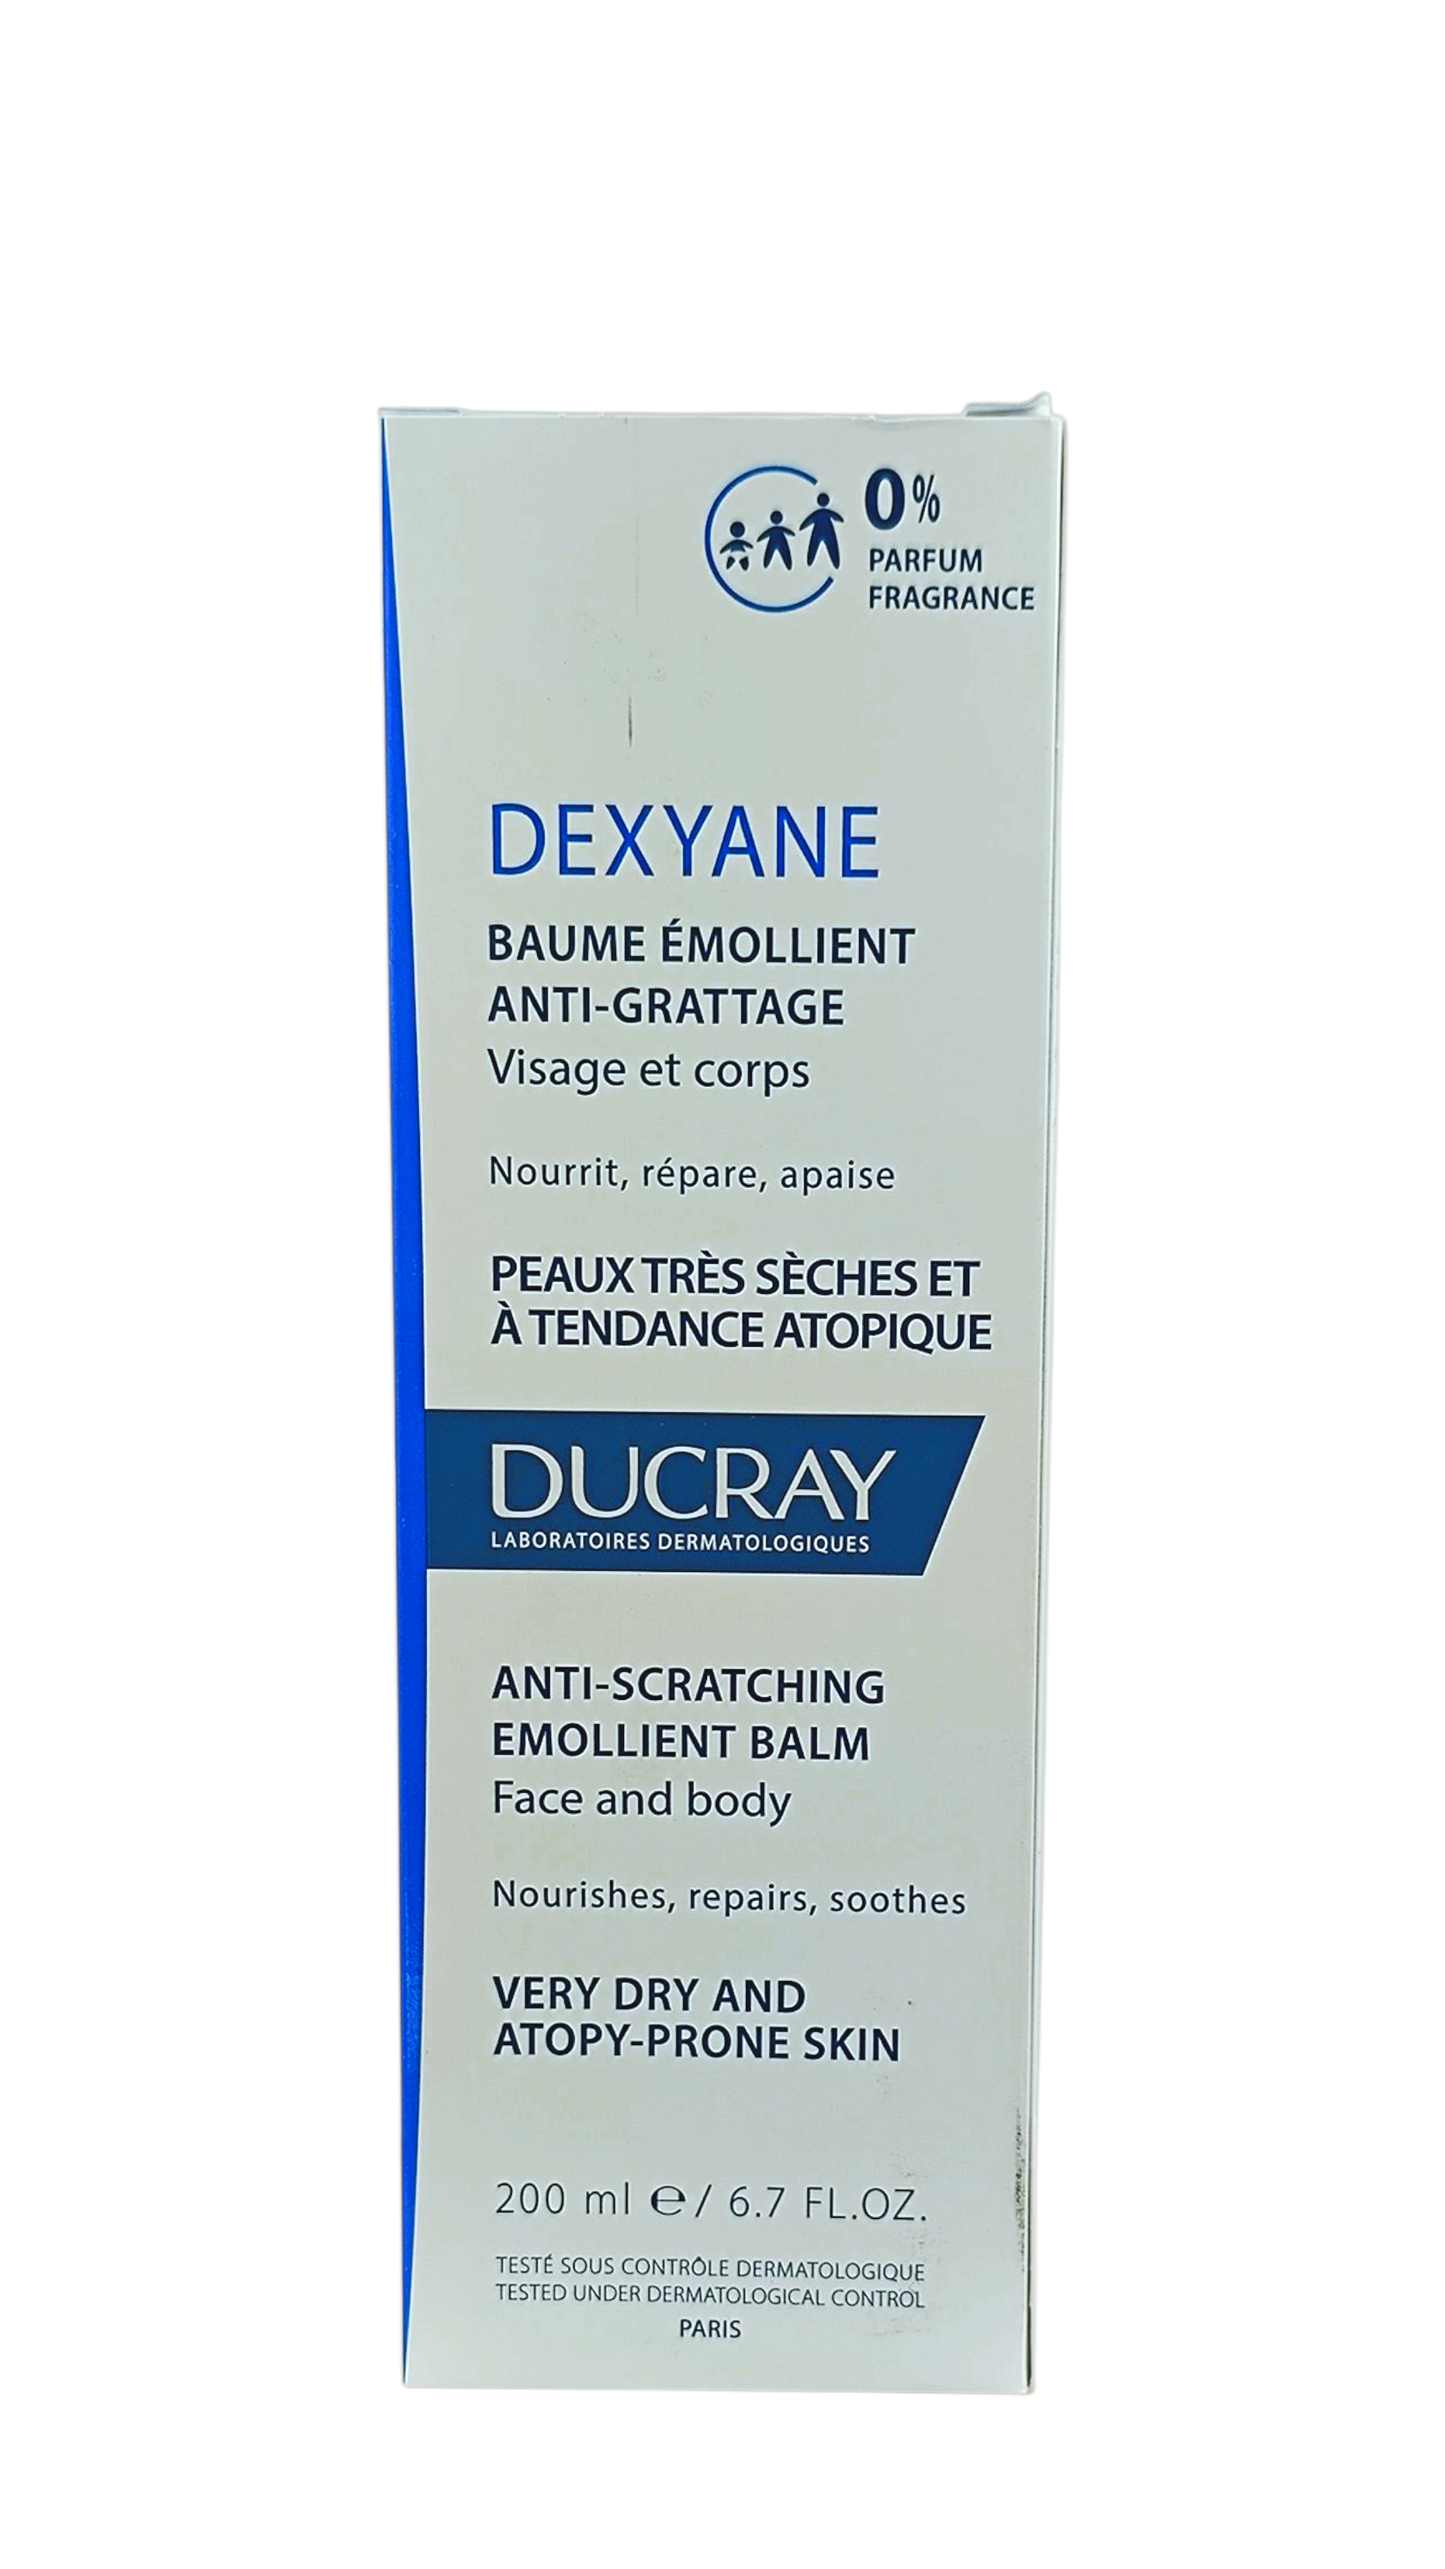 0%
PARFUM
FRAGRANCE
DEXYANE
BAUME ÉMOLLIENT
ANTI-GRATTAGE
Visage et corps
Nourrit, répare, apaise
PEAUX TRÈS SÈCHES ET
À TENDANCE ATOPIQUE
DUCRAY
LABORATOIRES DERMATOLOGIQUES
ANTI-SCRATCHING
EMOLLIENT BALM
Face and body
Nourishes, repairs, soothes
VERY DRY AND
ATOPY-PRONE SKIN
200 ml ℮ / 6.7 FL.OZ.
TESTÉ SOUS CONTRÔLE DERMATOLOGIQUE
TESTED UNDER DERMATOLOGICAL CONTROL
PARIS